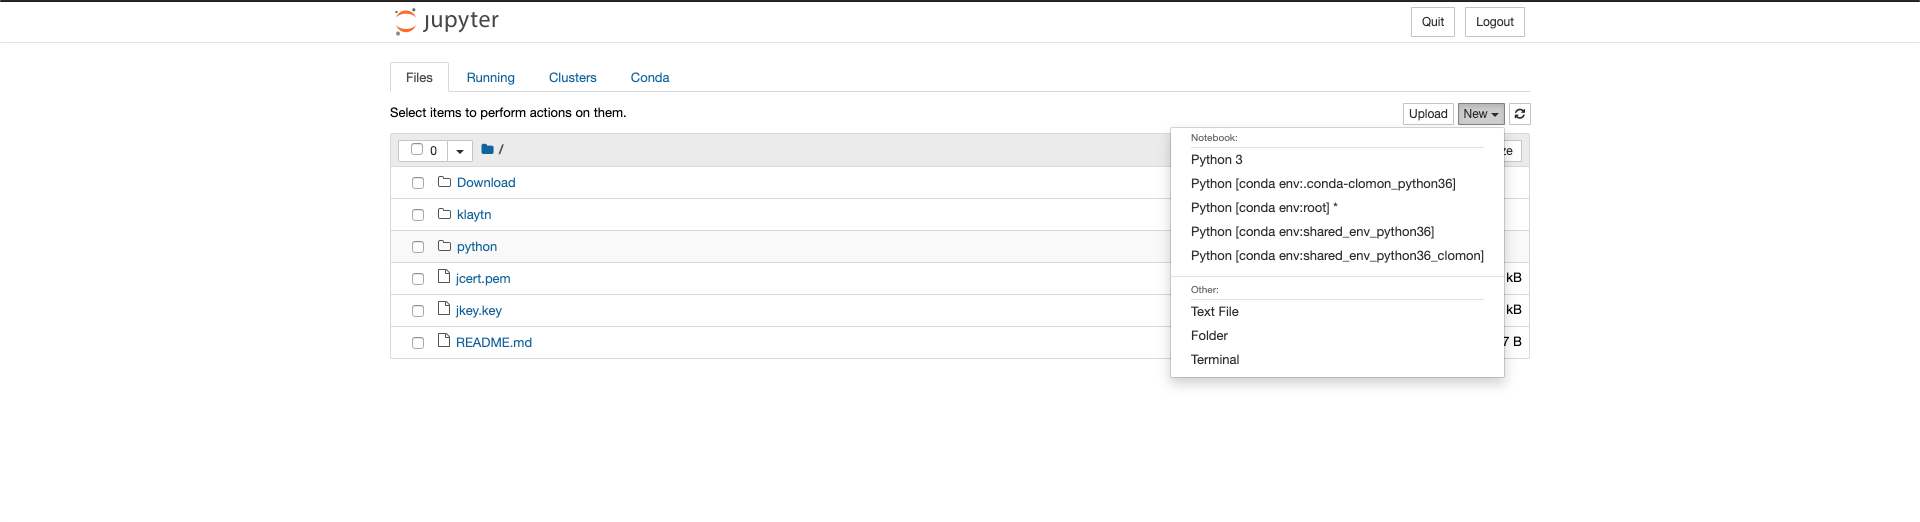 jupyter
Quit Logout
Files Running Clusters Conda
Select items to perform actions on them.
Upload New
0 /
Notebook:
Python 3
Download
Python [conda env:.conda-clomon_python36]
klaytn
Python [conda env:root] *
python
Python [conda env:shared_env_python36]
Python [conda env:shared_env_python36_clomon]
jcert.pem
kB
Other:
jkey.key
Text File
kB
README.md
Folder
7 B
Terminal